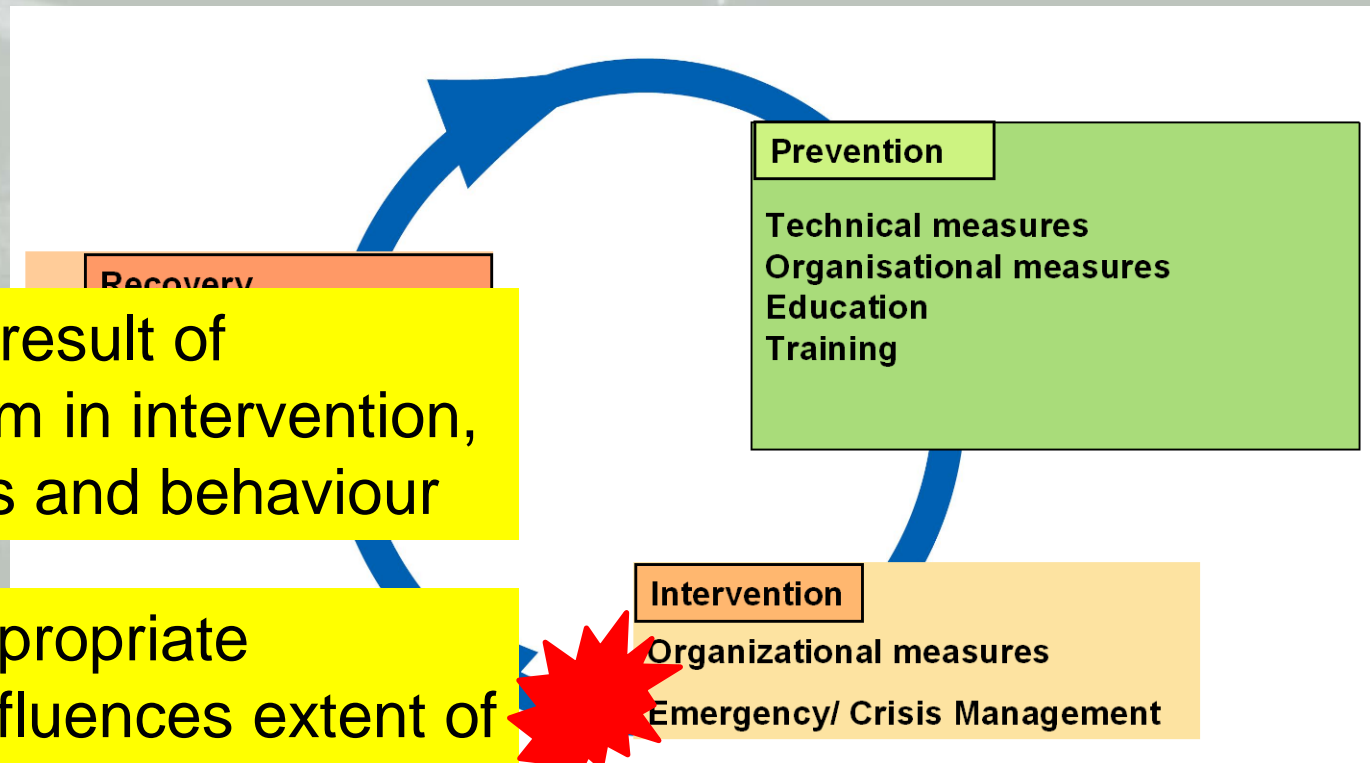 Prevention
Technical measures
Organisational measures
Education
Training
Recovery
result of
in intervention,
and behaviour
fluences extent of
Intervention
Organizational measures
Emergency/ Crisis Management